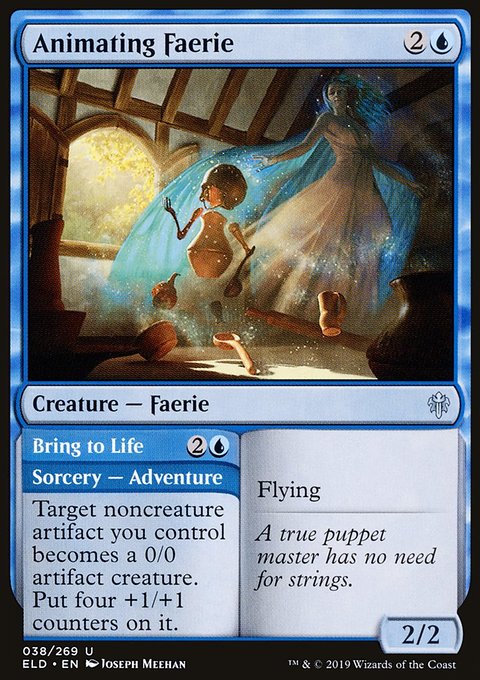 Animating Faerie 2
Creature — Faerie
Bring to Life 2
Sorcery — Adventure
Target noncreature
artifact you control
becomes a 0/0
artifact creature.
Put four +1/+1
counters on it.
Flying
A true puppet
master has no need
for strings.
2/2
038/269 U
ELD • EN Joseph Meehan
™ & © 2019 Wizards of the Coast